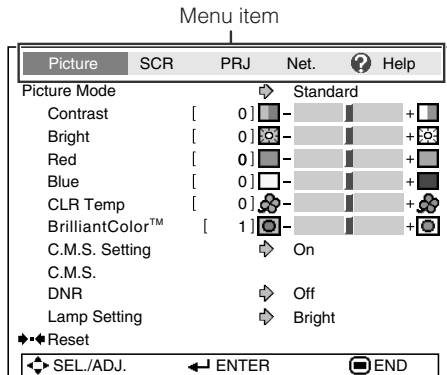 Menu item
Picture SCR PRJ Net. ? Help
Picture Mode Standard
Contrast [ 0 ] - +
Bright [ 0 ] - +
Red [ 0 ] - +
Blue [ 0 ] - +
CLR Temp [ 0 ] - +
BrilliantColor™ [ 1 ] - +
C.M.S. Setting On
C.M.S.
DNR Off
Lamp Setting Bright
Reset
SEL./ADJ. ENTER END